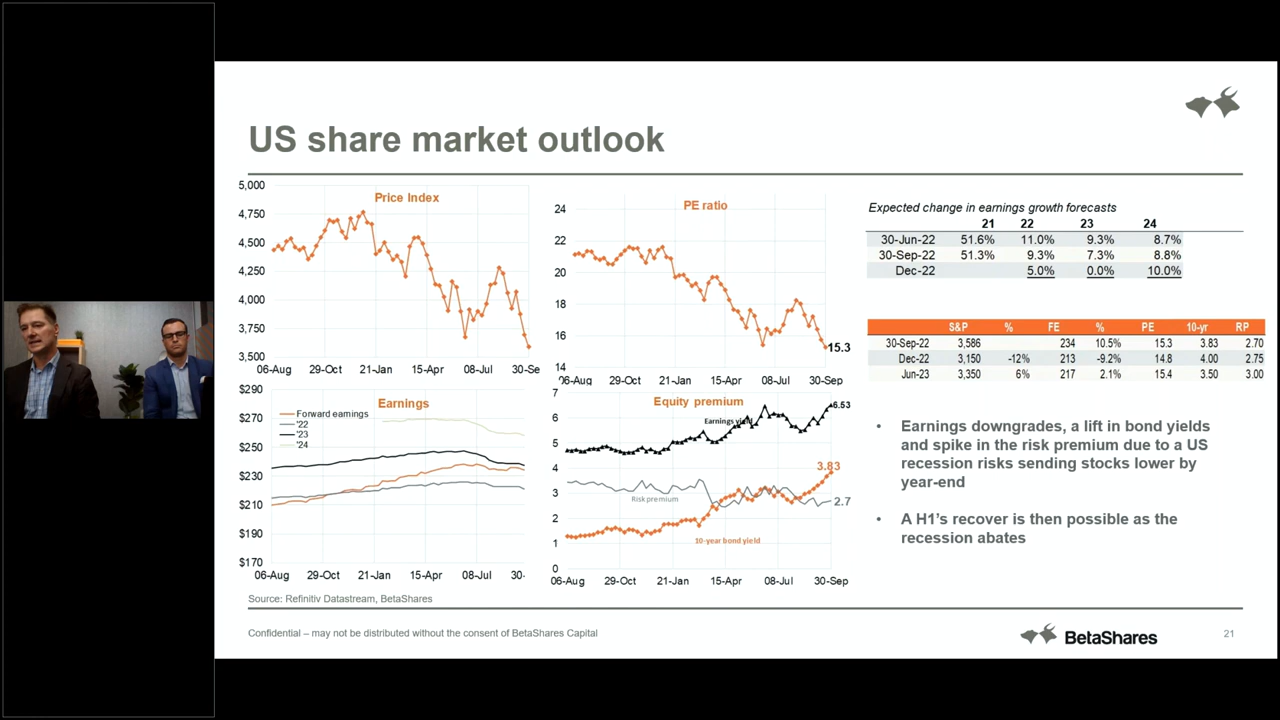 US share market outlook
Price Index
5,000
4,750
4,500
4,250
4,000
3,750
3,500
06-Aug 29-Oct 21-Jan 15-Apr 08-Jul 30-Se
PE ratio
24
22
20
18
16
14
15.3
06-Aug 29-Oct 21-Jan 15-Apr 08-Jul 30-Sep
Earnings
$290
$270
$250
$230
$210
$190
$170
Forward earnings
'22
'23
'24
06-Aug 29-Oct 21-Jan 15-Apr 08-Jul 30-
Equity premium
7
6
5
4
3
2
1
0
Earnings yield
6.53
3.83
2.7
Risk premium
10-year bond yield
06-Aug 29-Oct 21-Jan 15-Apr 08-Jul 30-Sep
Expected change in earnings growth forecasts
21 22 23 24
30-Jun-22 51.6% 11.0% 9.3% 8.7%
30-Sep-22 51.3% 9.3% 7.3% 8.8%
Dec-22 5.0% 0.0% 10.0%
S&P % FE % PE 10-yr RP
30-Sep-22 3,586 234 10.5% 15.3 3.83 2.70
Dec-22 3,150 -12% 213 -9.2% 14.8 4.00 2.75
Jun-23 3,350 6% 217 2.1% 15.4 3.50 3.00
• Earnings downgrades, a lift in bond yields
and spike in the risk premium due to a US
recession risks sending stocks lower by
year-end
• A H1's recover is then possible as the
recession abates
Source: Refinitiv Datastream, BetaShares
Confidential – may not be distributed without the consent of BetaShares Capital
BetaShares
21